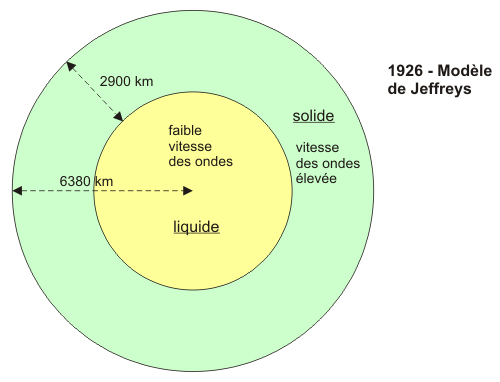 1926 - Modèle
de Jeffreys
2900 km
solide
faible
vitesse
des ondes
vitesse
des ondes
élevée
6380 km
liquide